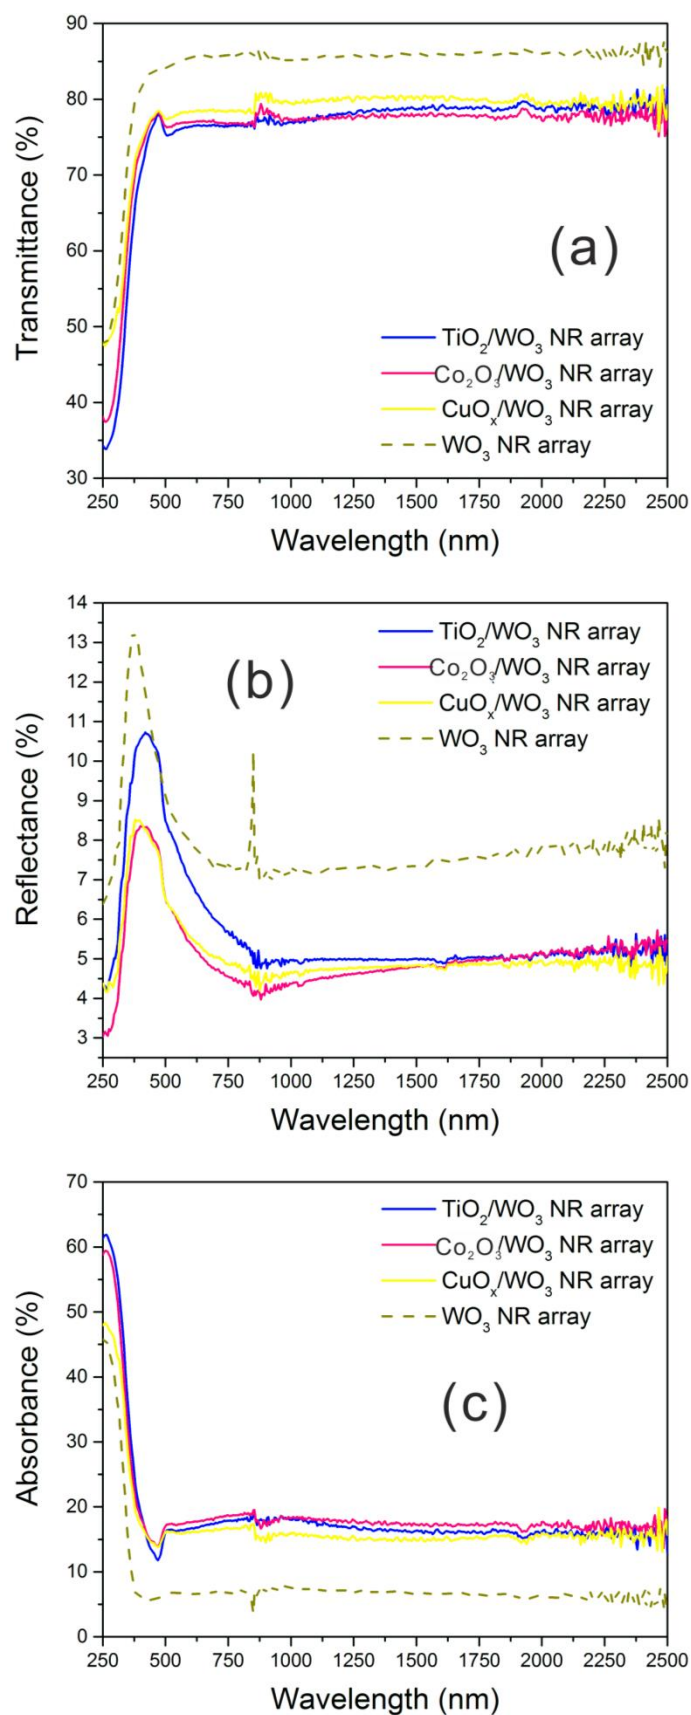 90
80
70
60
50
40
30
Transmittance (%)
(a)
TiO₂/WO₃ NR array
Co₂O₃/WO₃ NR array
CuOₓ/WO₃ NR array
WO₃ NR array
250 500 750 1000 1250 1500 1750 2000 2250 2500
Wavelength (nm)
14
13
12
11
10
9
8
7
6
5
4
3
Reflectance (%)
(b)
TiO₂/WO₃ NR array
Co₂O₃/WO₃ NR array
CuOₓ/WO₃ NR array
WO₃ NR array
250 500 750 1000 1250 1500 1750 2000 2250 2500
Wavelength (nm)
70
60
50
40
30
20
10
0
Absorbance (%)
TiO₂/WO₃ NR array
Co₂O₃/WO₃ NR array
CuOₓ/WO₃ NR array
WO₃ NR array
(c)
250 500 750 1000 1250 1500 1750 2000 2250 2500
Wavelength (nm)